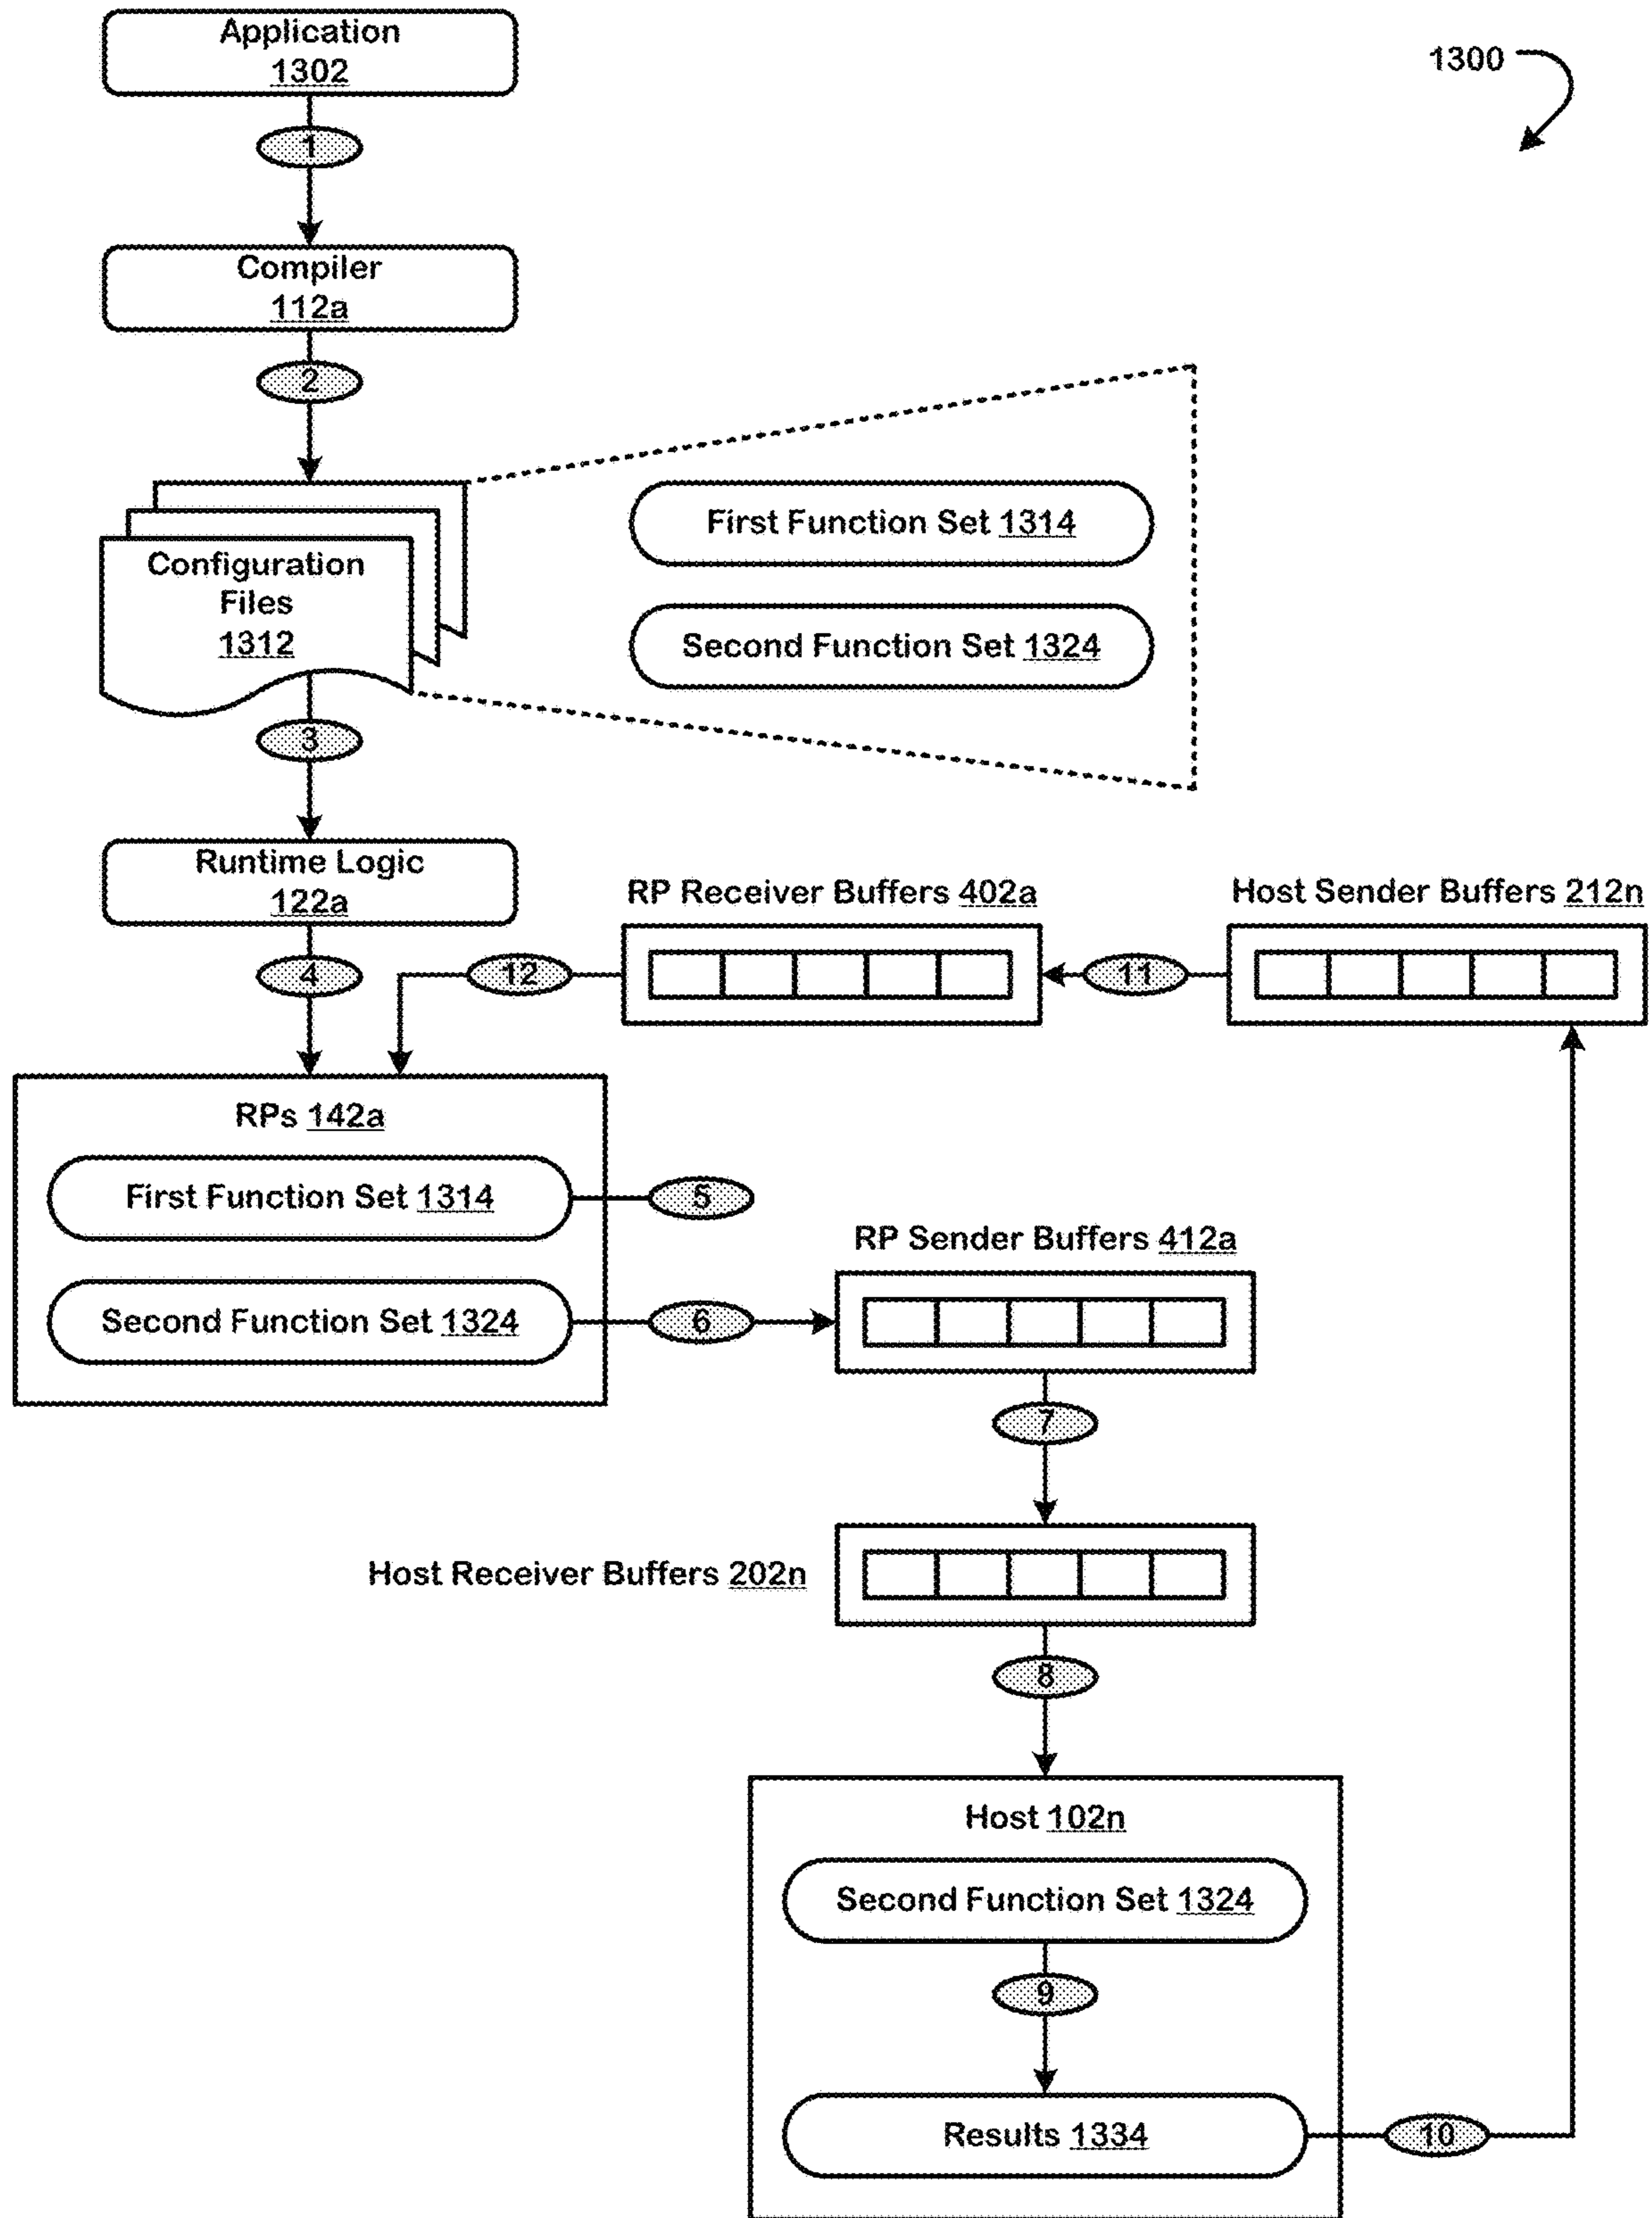 Application
1302
1300
1
Compiler
112a
2
First Function Set 1314
Configuration
Files
1312
Second Function Set 1324
3
Runtime Logic
122a
RP Receiver Buffers 402a
Host Sender Buffers 212n
4
12
11
RPs 142a
First Function Set 1314
5
RP Sender Buffers 412a
Second Function Set 1324
6
7
Host Receiver Buffers 202n
8
Host 102n
Second Function Set 1324
9
Results 1334
10